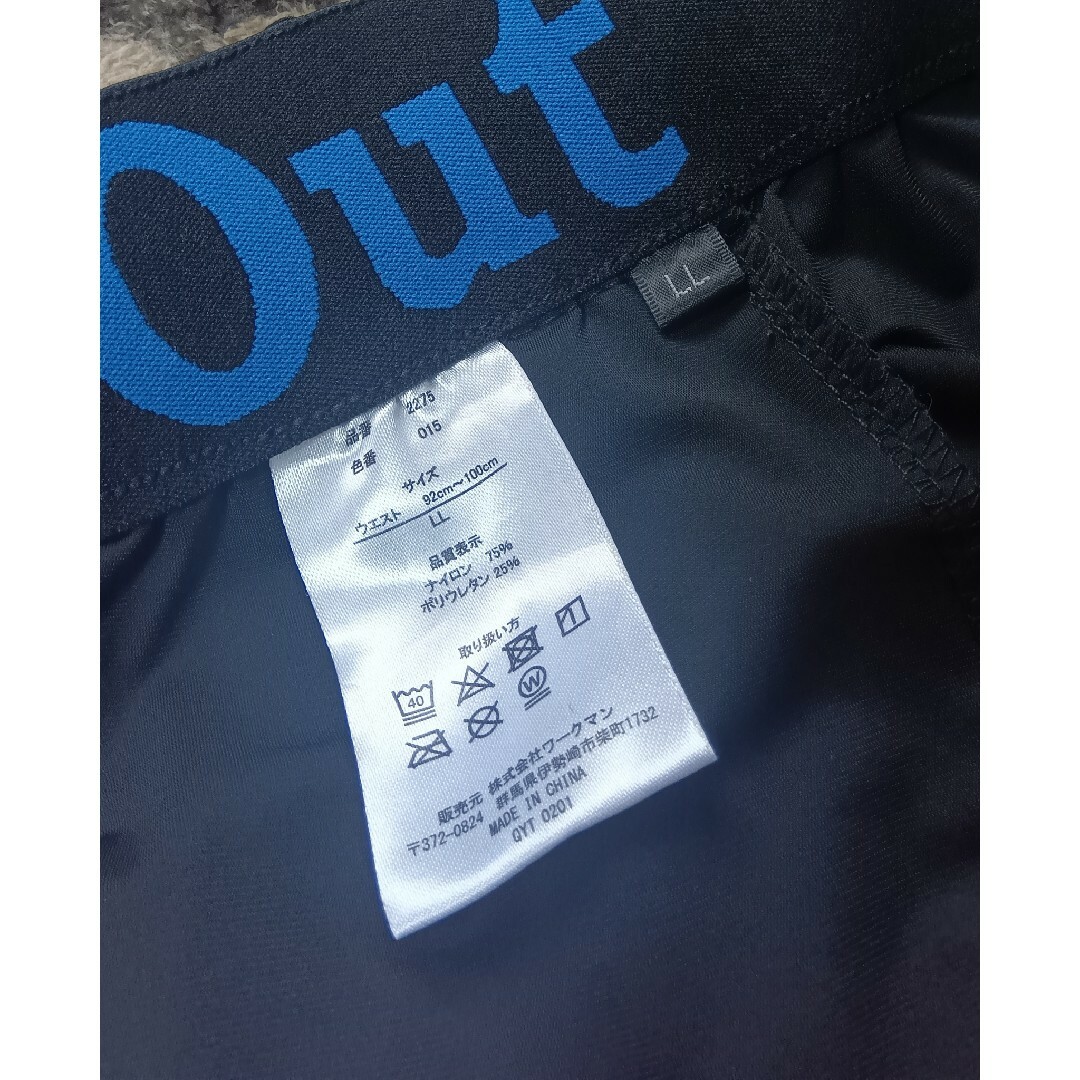 Out
LL
品番 2275
色番 015
サイズ
ウエスト 92cm～100cm
LL
品質表示
ナイロン 75%
ポリウレタン 25%
取り扱い方
40
W
販売元 株式会社ワークマン
〒372-0824 群馬県伊勢崎市柴町1732
MADE IN CHINA
QYT 0201